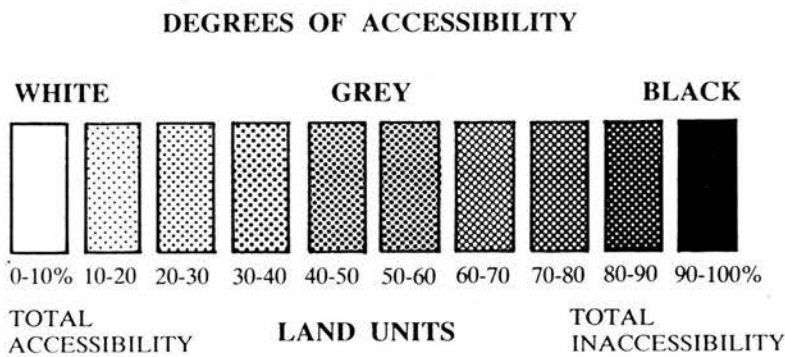 DEGREES OF ACCESSIBILITY
WHITE GREY BLACK
0-10% 10-20 20-30 30-40 40-50 50-60 60-70 70-80 80-90 90-100%
TOTAL ACCESSIBILITY
LAND UNITS
TOTAL INACCESSIBILITY